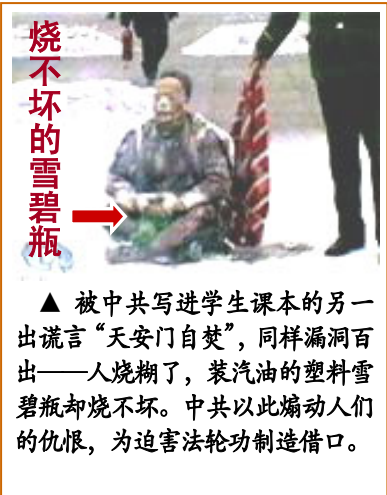 烧不坏的雪碧瓶
▲ 被中共写进学生课本的另一
出谎言“天安门自焚”，同样漏洞百
出——人烧糊了，装汽油的塑料雪
碧瓶却烧不坏。中共以此煽动人们
的仇恨，为迫害法轮功制造借口。